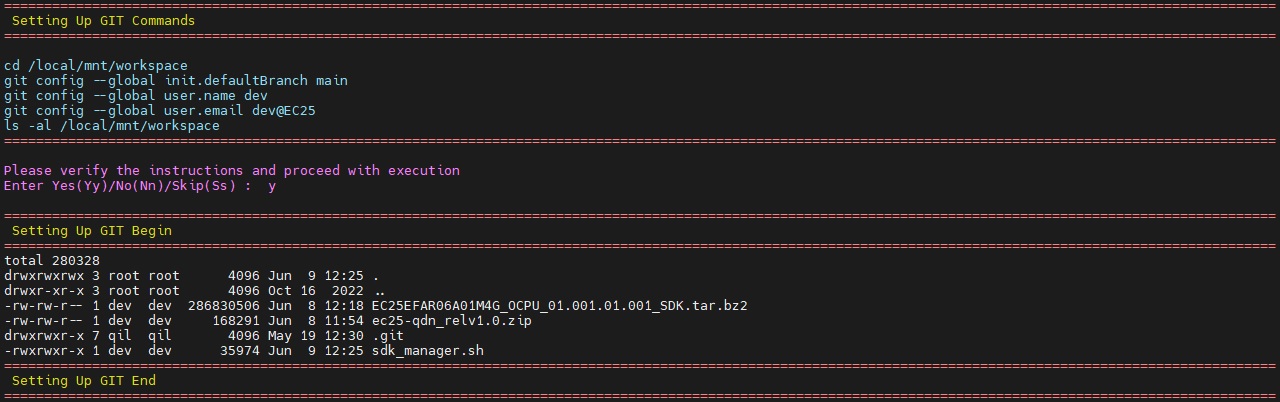 ===============================================================================================================================================================
 Setting Up GIT Commands
===============================================================================================================================================================
cd /local/mnt/workspace
git config --global init.defaultBranch main
git config --global user.name dev
git config --global user.email dev@EC25
ls -al /local/mnt/workspace
===============================================================================================================================================================
Please verify the instructions and proceed with execution
Enter Yes(Yy)/No(Nn)/Skip(Ss) :  y
===============================================================================================================================================================
 Setting Up GIT Begin
===============================================================================================================================================================
total 280328
drwxrwxrwx 3 root root      4096 Jun  9 12:25 .
drwxr-xr-x 3 root root      4096 Oct 16  2022 ..
-rw-rw-r-- 1 dev  dev  286830506 Jun  8 12:18 EC25EFAR06A01M4G_OCPU_01.001.01.001_SDK.tar.bz2
-rw-rw-r-- 1 dev  dev     168291 Jun  8 11:54 ec25-qdn_relv1.0.zip
drwxrwxr-x 7 qil  qil       4096 May 19 12:30 .git
-rwxrwxr-x 1 dev  dev      35974 Jun  9 12:25 sdk_manager.sh
===============================================================================================================================================================
 Setting Up GIT End
===============================================================================================================================================================